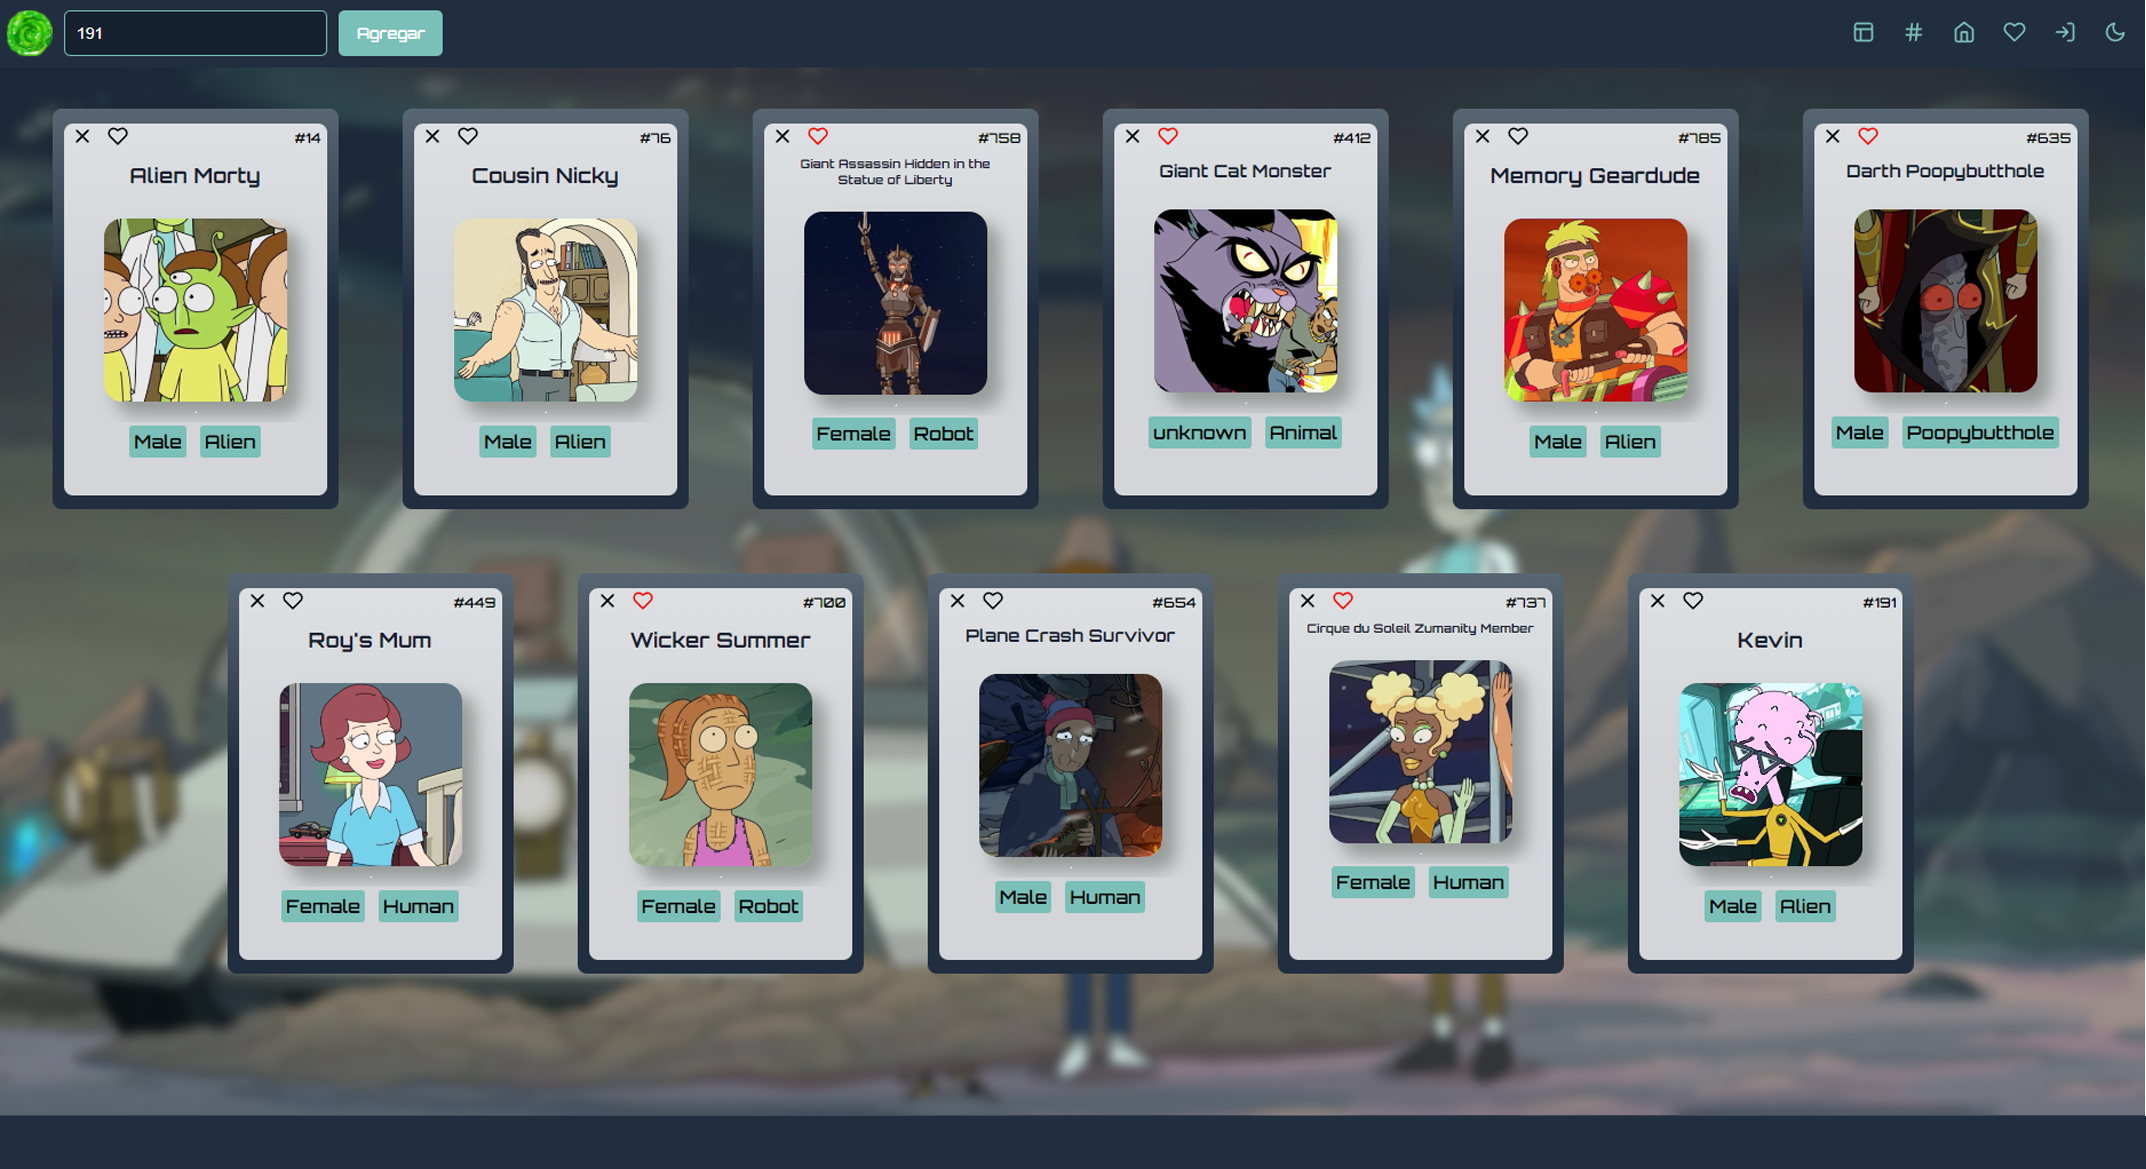 191
Agregar
#14
Alien Morty
Male Alien
#76
Cousin Nicky
Male Alien
#758
Giant Assassin Hidden in the
Statue of Liberty
Female Robot
#412
Giant Cat Monster
unknown Animal
#785
Memory Geardude
Male Alien
#635
Darth Poopybutthole
Male Poopybutthole
#449
Roy's Mum
Female Human
#700
Wicker Summer
Female Robot
#654
Plane Crash Survivor
Male Human
#737
Cirque du Soleil Zumanity Member
Female Human
#191
Kevin
Male Alien